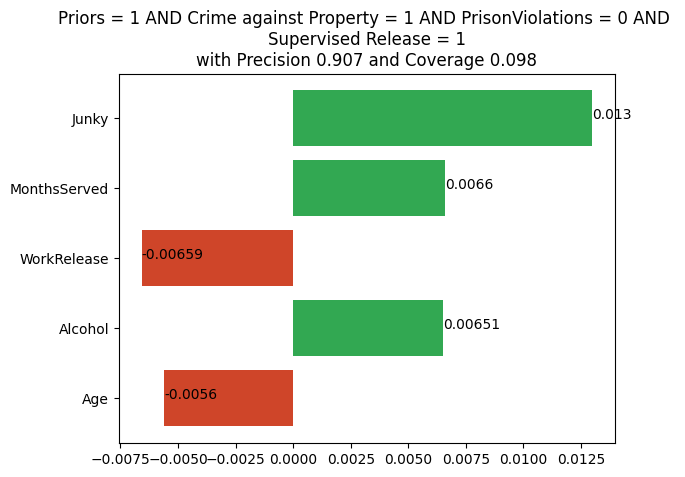 Priors = 1 AND Crime against Property = 1 AND PrisonViolations = 0 AND
Supervised Release = 1
with Precision 0.907 and Coverage 0.098
Junky
0.013
MonthsServed
0.0066
WorkRelease
-0.00659
Alcohol
0.00651
Age
-0.0056
−0.0075 −0.0050 −0.0025 0.0000 0.0025 0.0050 0.0075 0.0100 0.0125